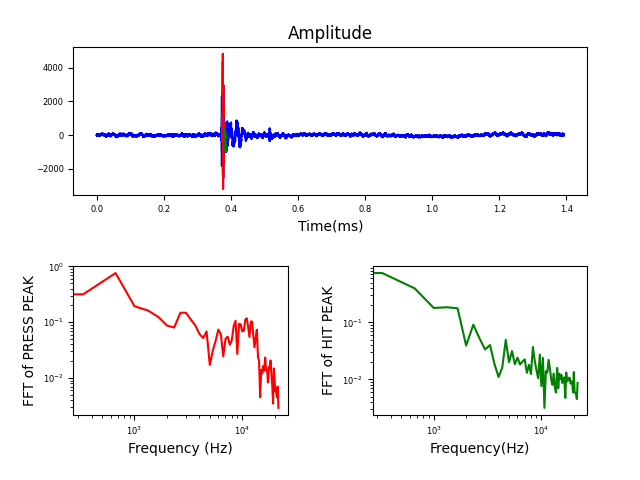 Amplitude
4000
2000
0
−2000
0.0 0.2 0.4 0.6 0.8 1.0 1.2 1.4
Time(ms)
FFT of PRESS PEAK
10⁰
10⁻¹
10⁻²
10³ 10⁴
Frequency (Hz)
FFT of HIT PEAK
10⁻¹
10⁻²
10³ 10⁴
Frequency(Hz)